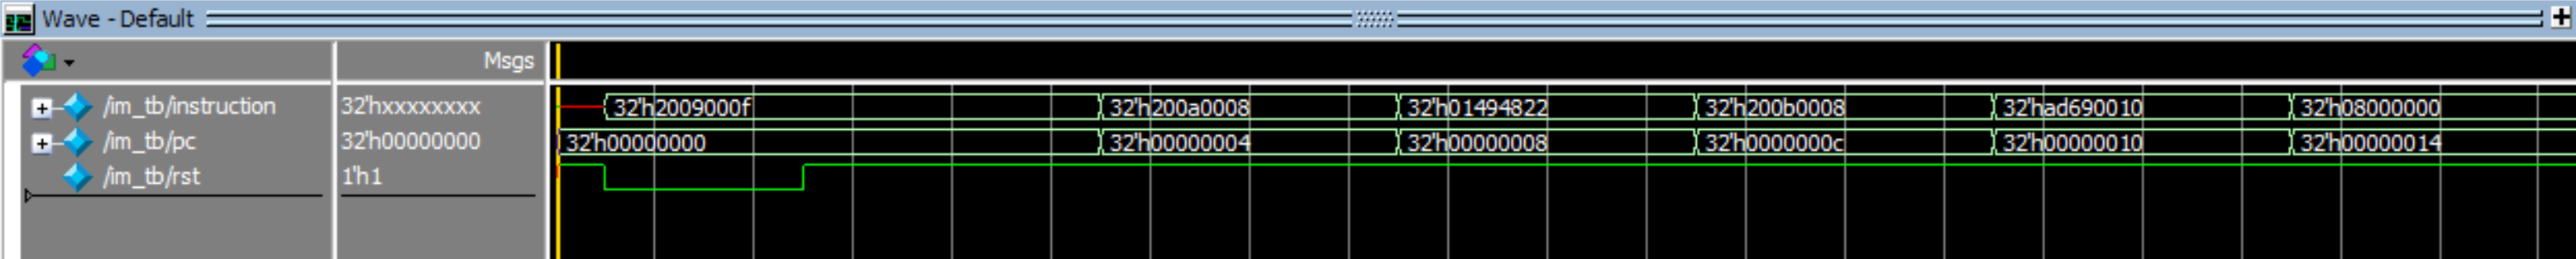 Wave - Default
Msgs
/im_tb/instruction 32'hxxxxxxxx 32'h2009000f 32'h200a0008 32'h01494822 32'h200b0008 32'had690010 32'h08000000
/im_tb/pc 32'h00000000 32'h00000000 32'h00000004 32'h00000008 32'h0000000c 32'h00000010 32'h00000014
/im_tb/rst 1'h1